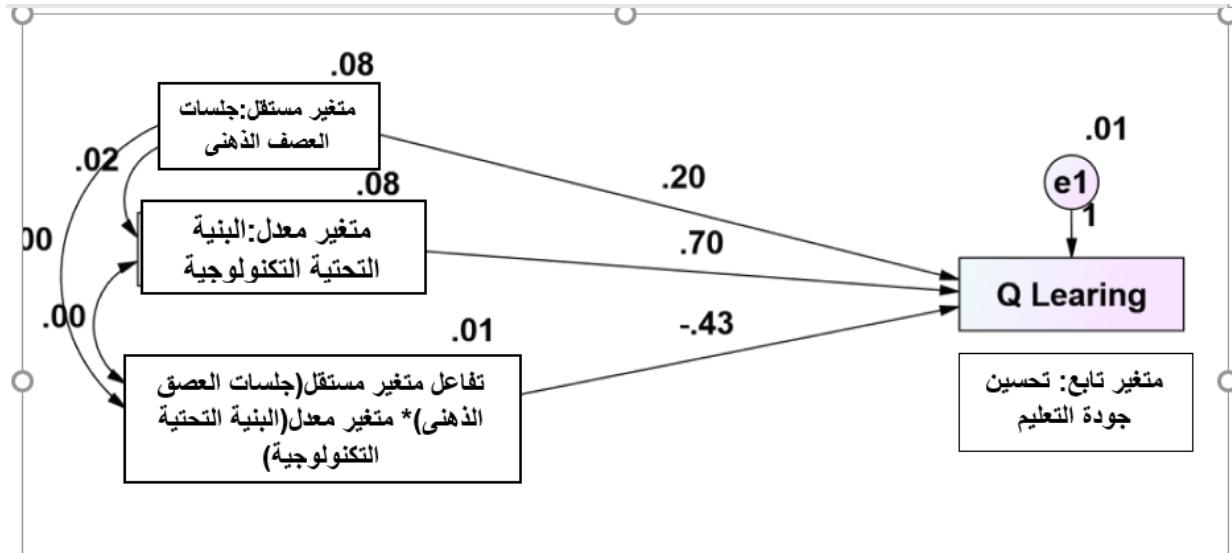 .08
متغير مستقل:جلسات
العصف الذهنى
.02
.08
متغير معدل:البنية
التحتية التكنولوجية
00
.00
.01
تفاعل متغير مستقل(جلسات العصق
الذهنى)* متغير معدل(البنية التحتية
التكنولوجية)
.20
.70
-.43
.01
e1
1
Q Learing
متغير تابع: تحسين
جودة التعليم